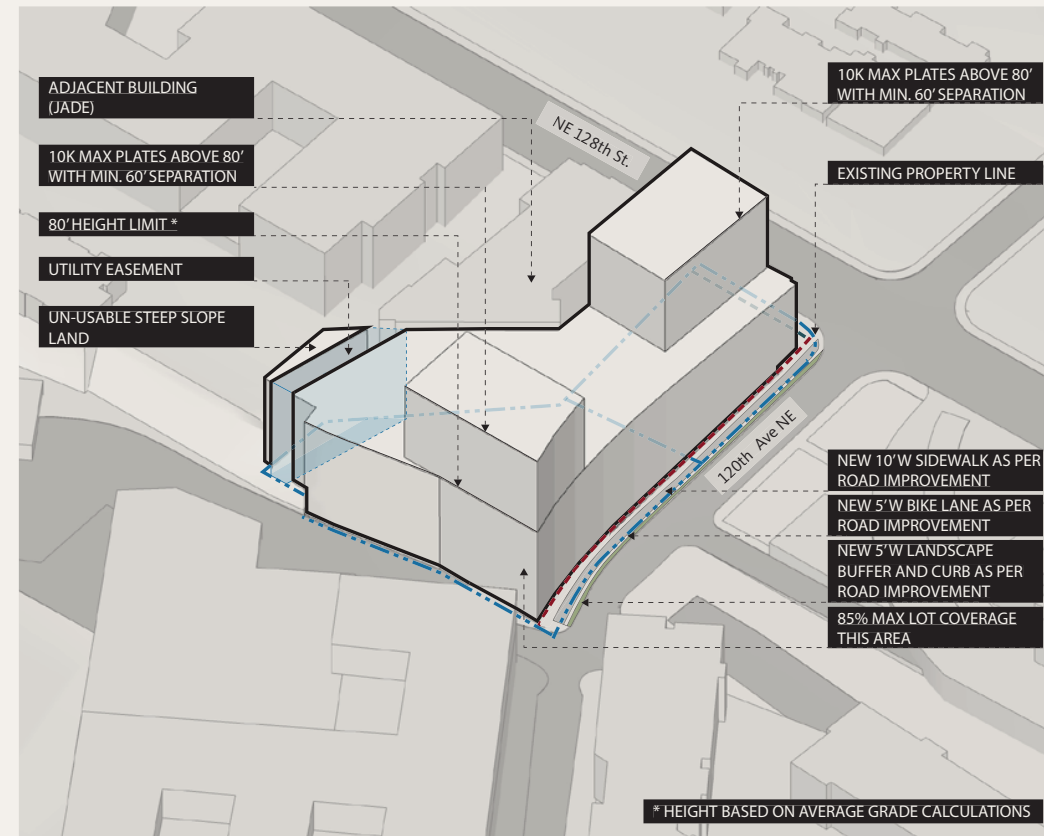 ADJACENT BUILDING
(JADE)
10K MAX PLATES ABOVE 80'
WITH MIN. 60' SEPARATION
80' HEIGHT LIMIT *
UTILITY EASEMENT
UN-USABLE STEEP SLOPE
LAND
NE 128th St.
10K MAX PLATES ABOVE 80'
WITH MIN. 60' SEPARATION
EXISTING PROPERTY LINE
120th Ave NE
NEW 10' W SIDEWALK AS PER
ROAD IMPROVEMENT
NEW 5' W BIKE LANE AS PER
ROAD IMPROVEMENT
NEW 5' W LANDSCAPE
BUFFER AND CURB AS PER
ROAD IMPROVEMENT
85% MAX LOT COVERAGE
THIS AREA
* HEIGHT BASED ON AVERAGE GRADE CALCULATIONS